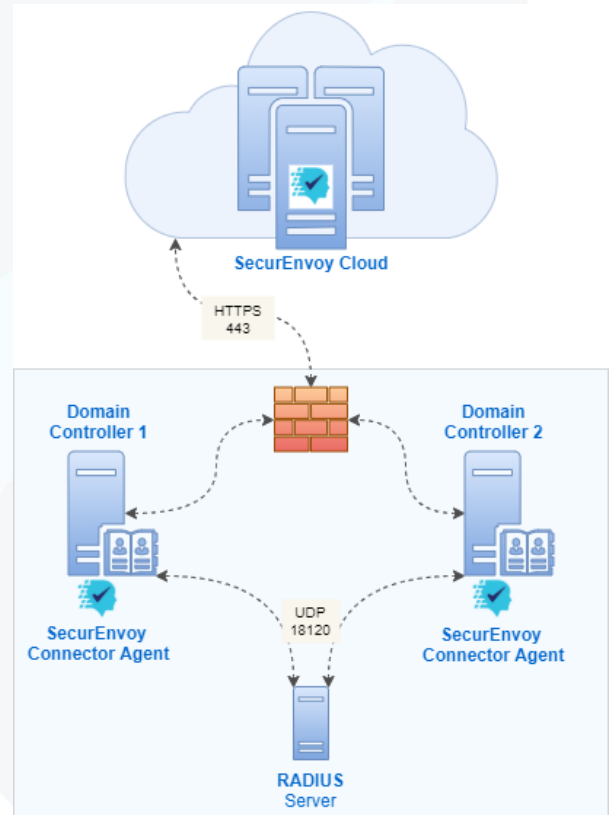 SecurEnvoy Cloud
HTTPS
443
Domain
Controller 1
Domain
Controller 2
SecurEnvoy
Connector Agent
UDP
18120
SecurEnvoy
Connector Agent
RADIUS
Server